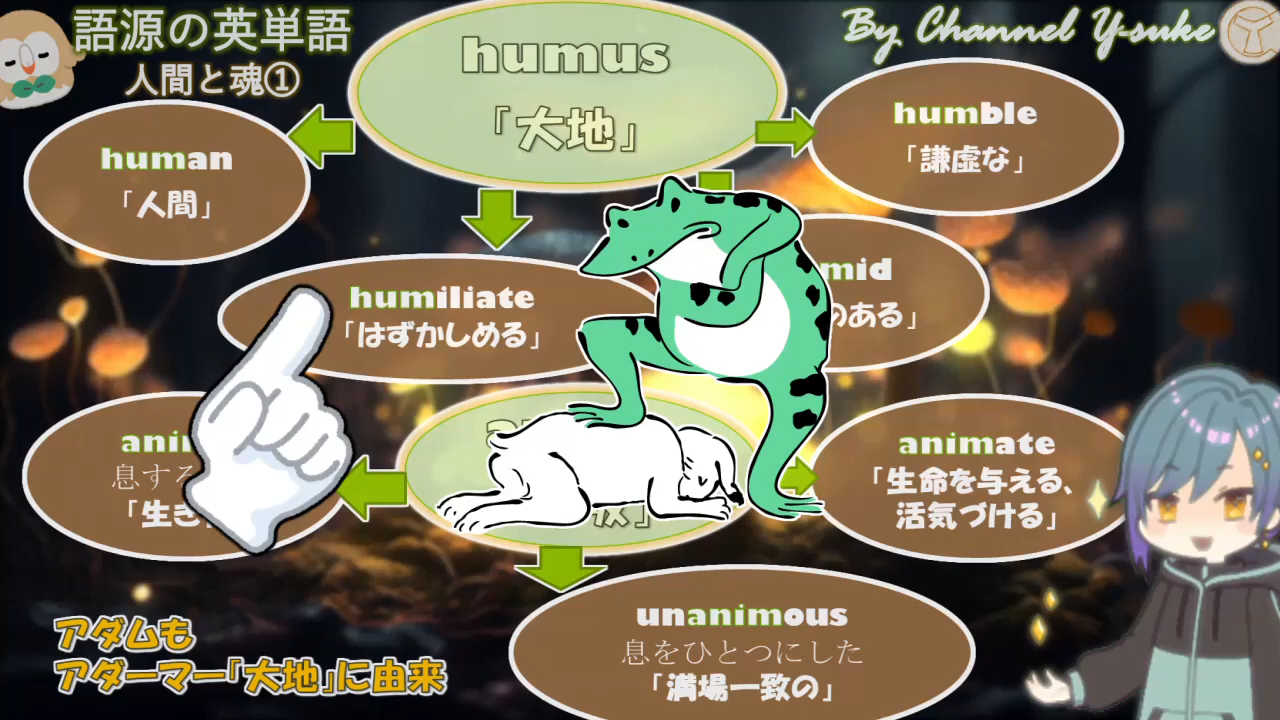 語源の英単語
人間と魂①
By Channel Y-suke
humus
「大地」
human
「人間」
humble
「謙虚な」
humiliate
「はずかしめる」
mid
のある」
anim
息する
「生き
animate
「生命を与える、
活気づける」
unanimous
息をひとつにした
「満場一致の」
アダムも
アダーマー「大地」に由来